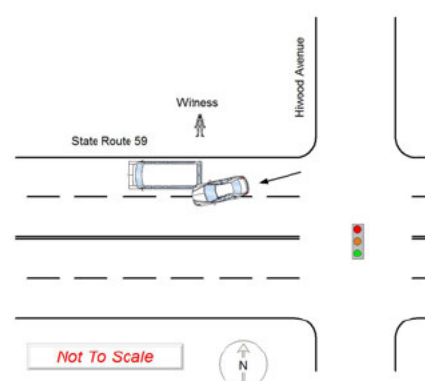 Hiwood Avenue
Witness
State Route 59
Not To Scale
N